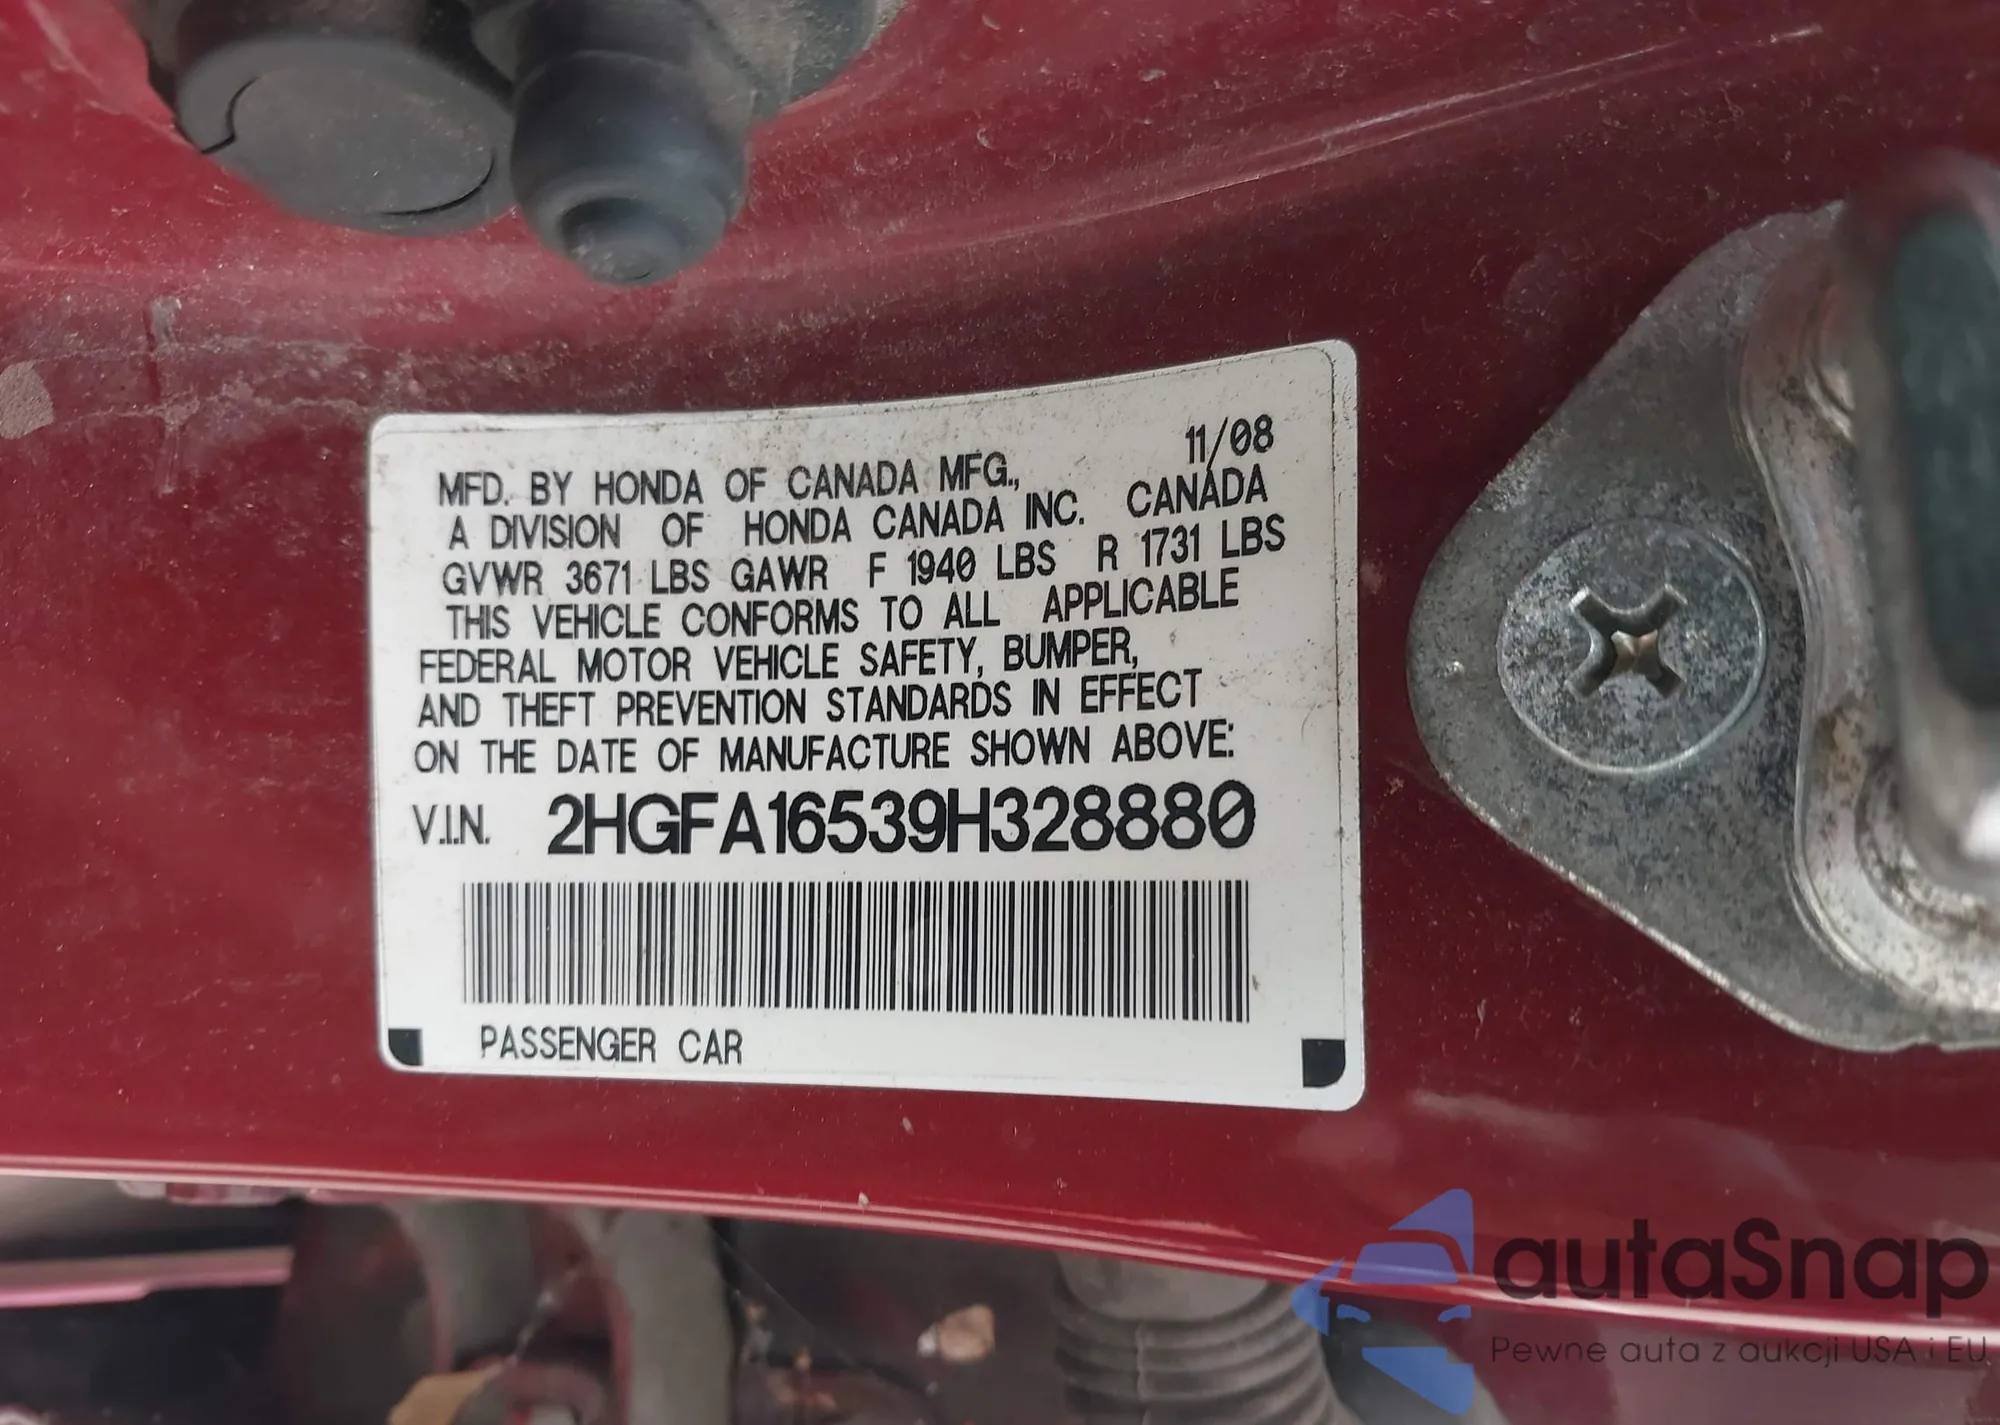 11/08
MFD. BY HONDA OF CANADA MFG.,
A DIVISION OF HONDA CANADA INC. CANADA
GVWR 3671 LBS GAWR F 1940 LBS R 1731 LBS
THIS VEHICLE CONFORMS TO ALL APPLICABLE
FEDERAL MOTOR VEHICLE SAFETY, BUMPER,
AND THEFT PREVENTION STANDARDS IN EFFECT
ON THE DATE OF MANUFACTURE SHOWN ABOVE:
V.I.N. 2HGFA16539H328880
PASSENGER CAR
autaSnap
Pewne auta z aukcji USA i EU